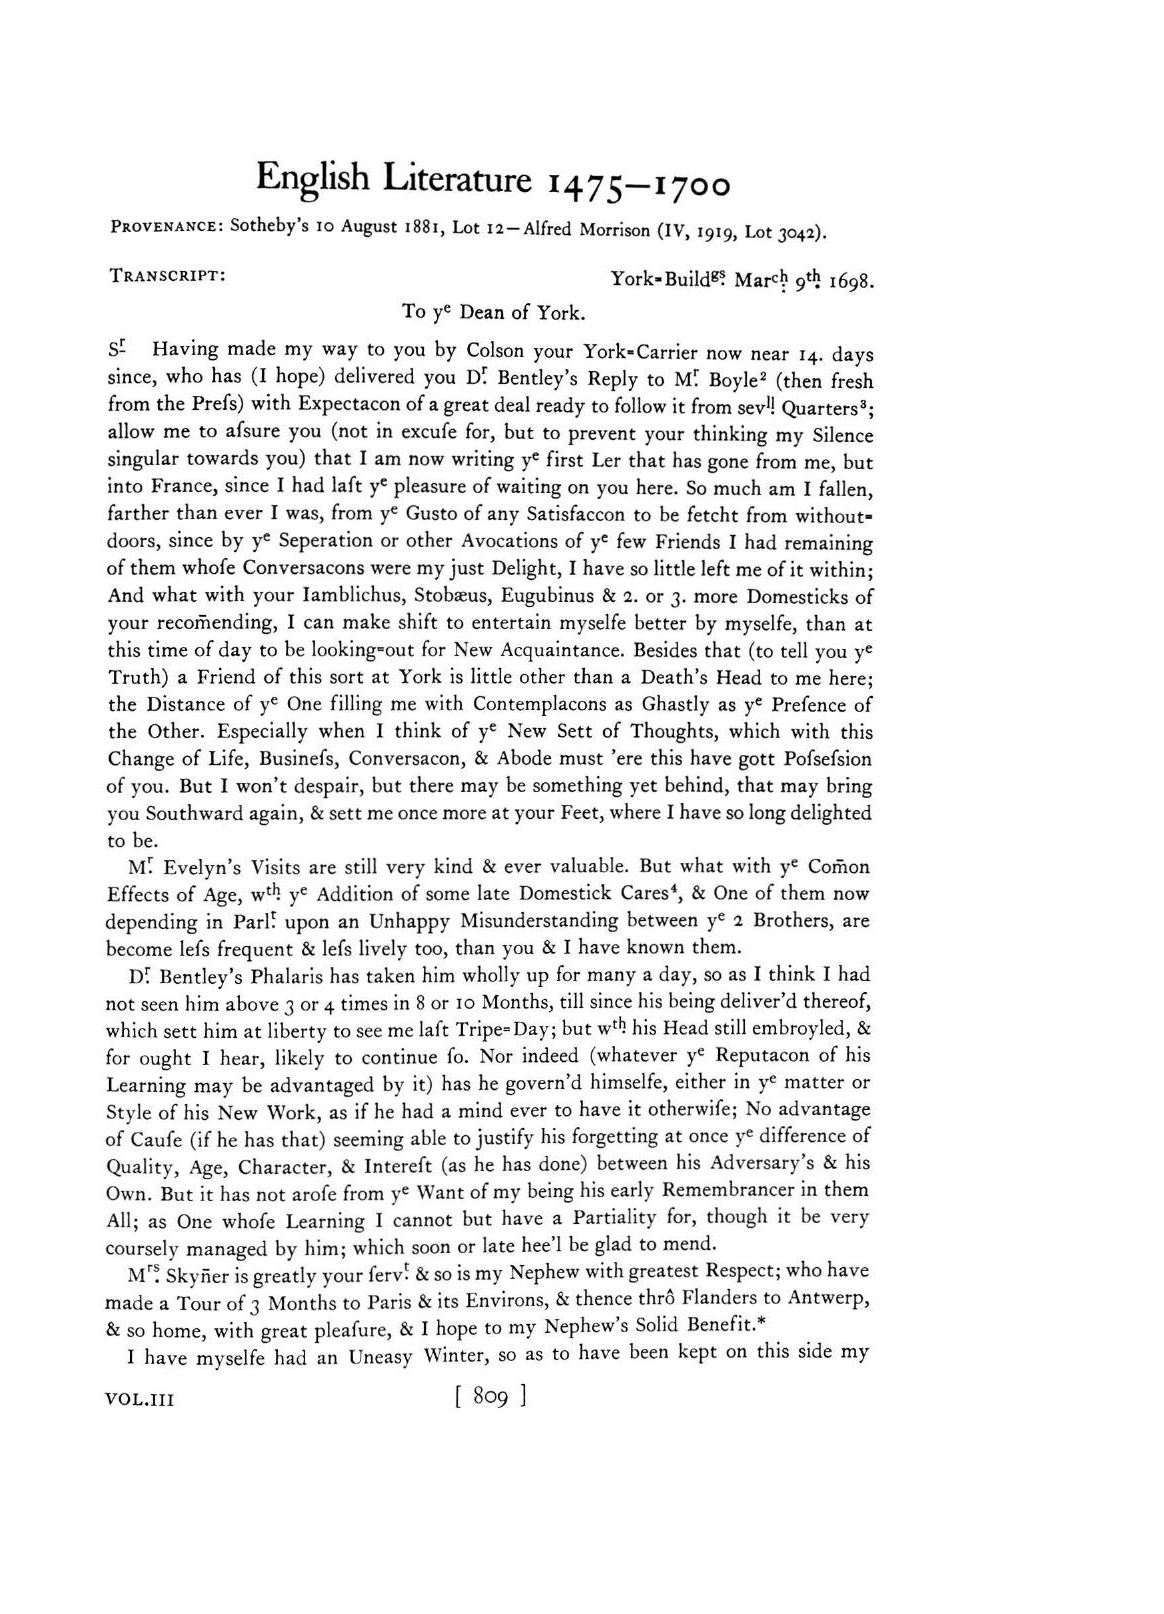 English Literature 1475–1700
PROVENANCE: Sotheby's 10 August 1881, Lot 12—Alfred Morrison (IV, 1919, Lot 3042).
TRANSCRIPT: York=Buildgs. March. 9th. 1698.
To ye Dean of York.
Sr Having made my way to you by Colson your York=Carrier now near 14. days
since, who has (I hope) delivered you Dr. Bentley's Reply to Mr. Boyle² (then fresh
from the Preſs) with Expectacon of a great deal ready to follow it from sevll. Quarters³;
allow me to aſsure you (not in excuſe for, but to prevent your thinking my Silence
singular towards you) that I am now writing ye first Ler that has gone from me, but
into France, since I had laſt ye pleasure of waiting on you here. So much am I fallen,
farther than ever I was, from ye Gusto of any Satisfaccon to be fetcht from without=
doors, since by ye Seperation or other Avocations of ye few Friends I had remaining
of them whoſe Conversacons were my just Delight, I have so little left me of it within;
And what with your Iamblichus, Stobæus, Eugubinus & 2. or 3. more Domesticks of
your recom̄ending, I can make shift to entertain myselfe better by myselfe, than at
this time of day to be looking=out for New Acquaintance. Besides that (to tell you ye
Truth) a Friend of this sort at York is little other than a Death's Head to me here;
the Distance of ye One filling me with Contemplacons as Ghastly as ye Preſence of
the Other. Especially when I think of ye New Sett of Thoughts, which with this
Change of Life, Buſineſs, Conversacon, & Abode must 'ere this have gott Poſseſsion
of you. But I won't despair, but there may be something yet behind, that may bring
you Southward again, & sett me once more at your Feet, where I have so long delighted
to be.
Mr. Evelyn's Visits are still very kind & ever valuable. But what with ye Com̄on
Effects of Age, wth. ye Addition of some late Domestick Cares⁴, & One of them now
depending in Parlt. upon an Unhappy Misunderstanding between ye 2 Brothers, are
become leſs frequent & leſs lively too, than you & I have known them.
Dr. Bentley's Phalaris has taken him wholly up for many a day, so as I think I had
not seen him above 3 or 4 times in 8 or 10 Months, till since his being deliver'd thereof,
which sett him at liberty to see me laſt Tripe=Day; but wth. his Head still embroyled, &
for ought I hear, likely to continue ſo. Nor indeed (whatever ye Reputacon of his
Learning may be advantaged by it) has he govern'd himselfe, either in ye matter or
Style of his New Work, as if he had a mind ever to have it otherwiſe; No advantage
of Cauſe (if he has that) seeming able to justify his forgetting at once ye difference of
Quality, Age, Character, & Intereſt (as he has done) between his Adversary's & his
Own. But it has not aroſe from ye Want of my being his early Remembrancer in them
All; as One whoſe Learning I cannot but have a Partiality for, though it be very
coursely managed by him; which soon or late hee'l be glad to mend.
Mrs. Skyn̄er is greatly your ſervt. & so is my Nephew with greatest Respect; who have
made a Tour of 3 Months to Paris & its Environs, & thence thrô Flanders to Antwerp,
& so home, with great pleaſure, & I hope to my Nephew's Solid Benefit.*
I have myselfe had an Uneasy Winter, so as to have been kept on this side my
VOL.III [ 809 ]